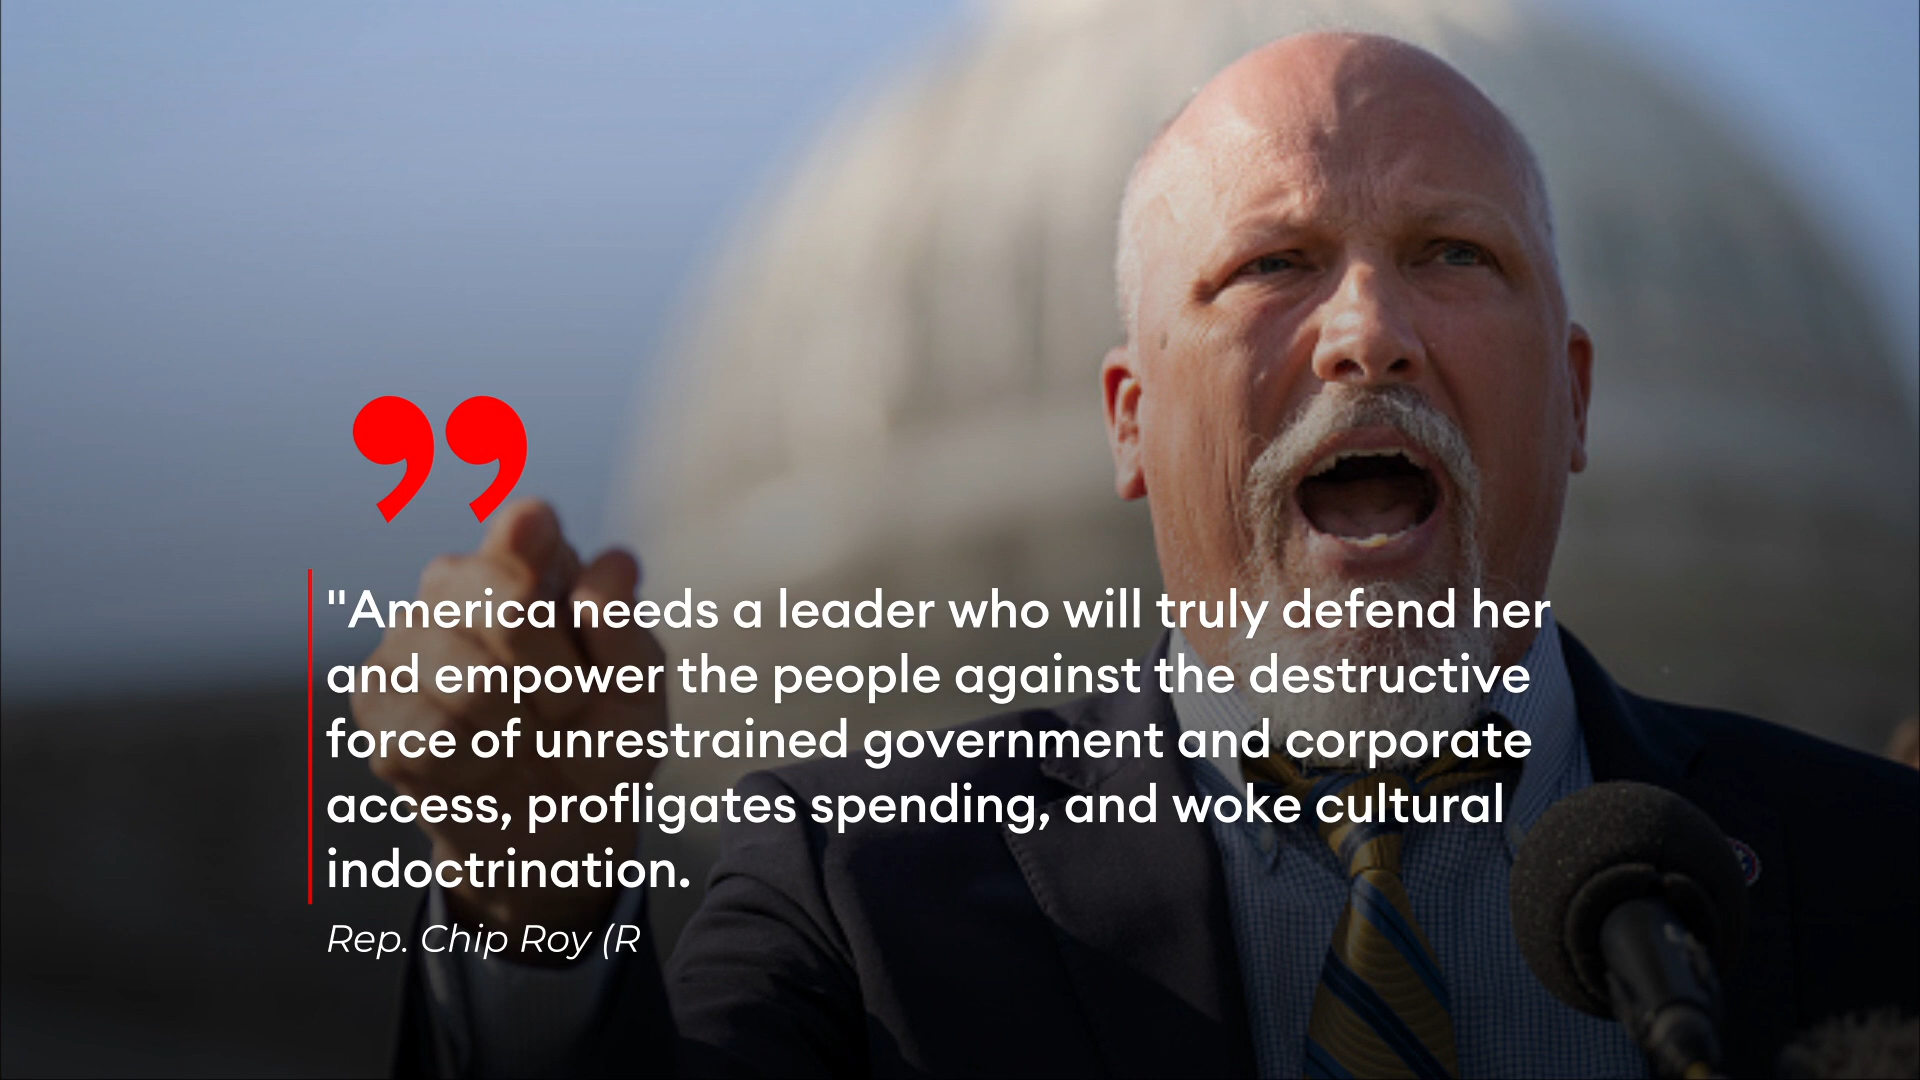 "America needs a leader who will truly defend her
and empower the people against the destructive
force of unrestrained government and corporate
access, profligates spending, and woke cultural
indoctrination.
Rep. Chip Roy (R